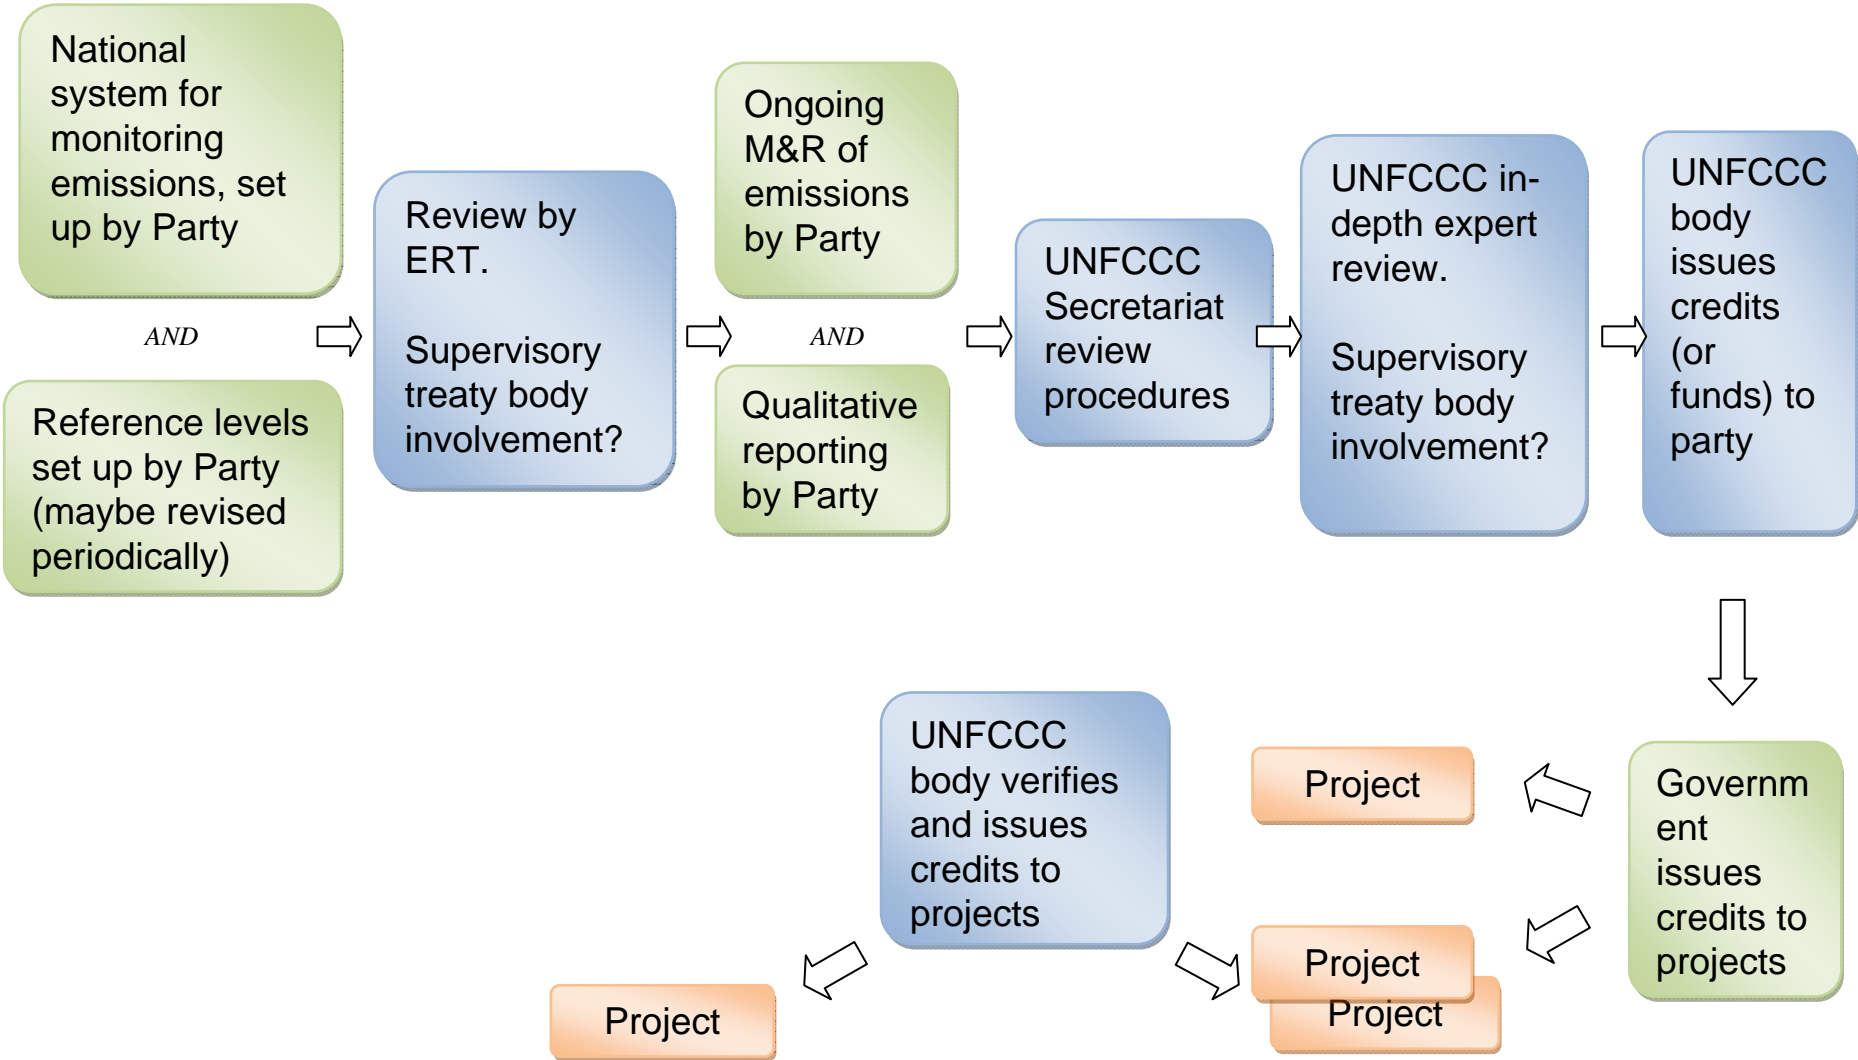 National
system for
monitoring
emissions, set
up by Party
AND
Reference levels
set up by Party
(maybe revised
periodically)
Review by
ERT.
Supervisory
treaty body
involvement?
Ongoing
M&R of
emissions
by Party
AND
Qualitative
reporting
by Party
UNFCCC
Secretariat
review
procedures
UNFCCC in-
depth expert
review.
Supervisory
treaty body
involvement?
UNFCCC
body
issues
credits
(or
funds) to
party
Governm
ent
issues
credits to
projects
Project
Project
Project
UNFCCC
body verifies
and issues
credits to
projects
Project